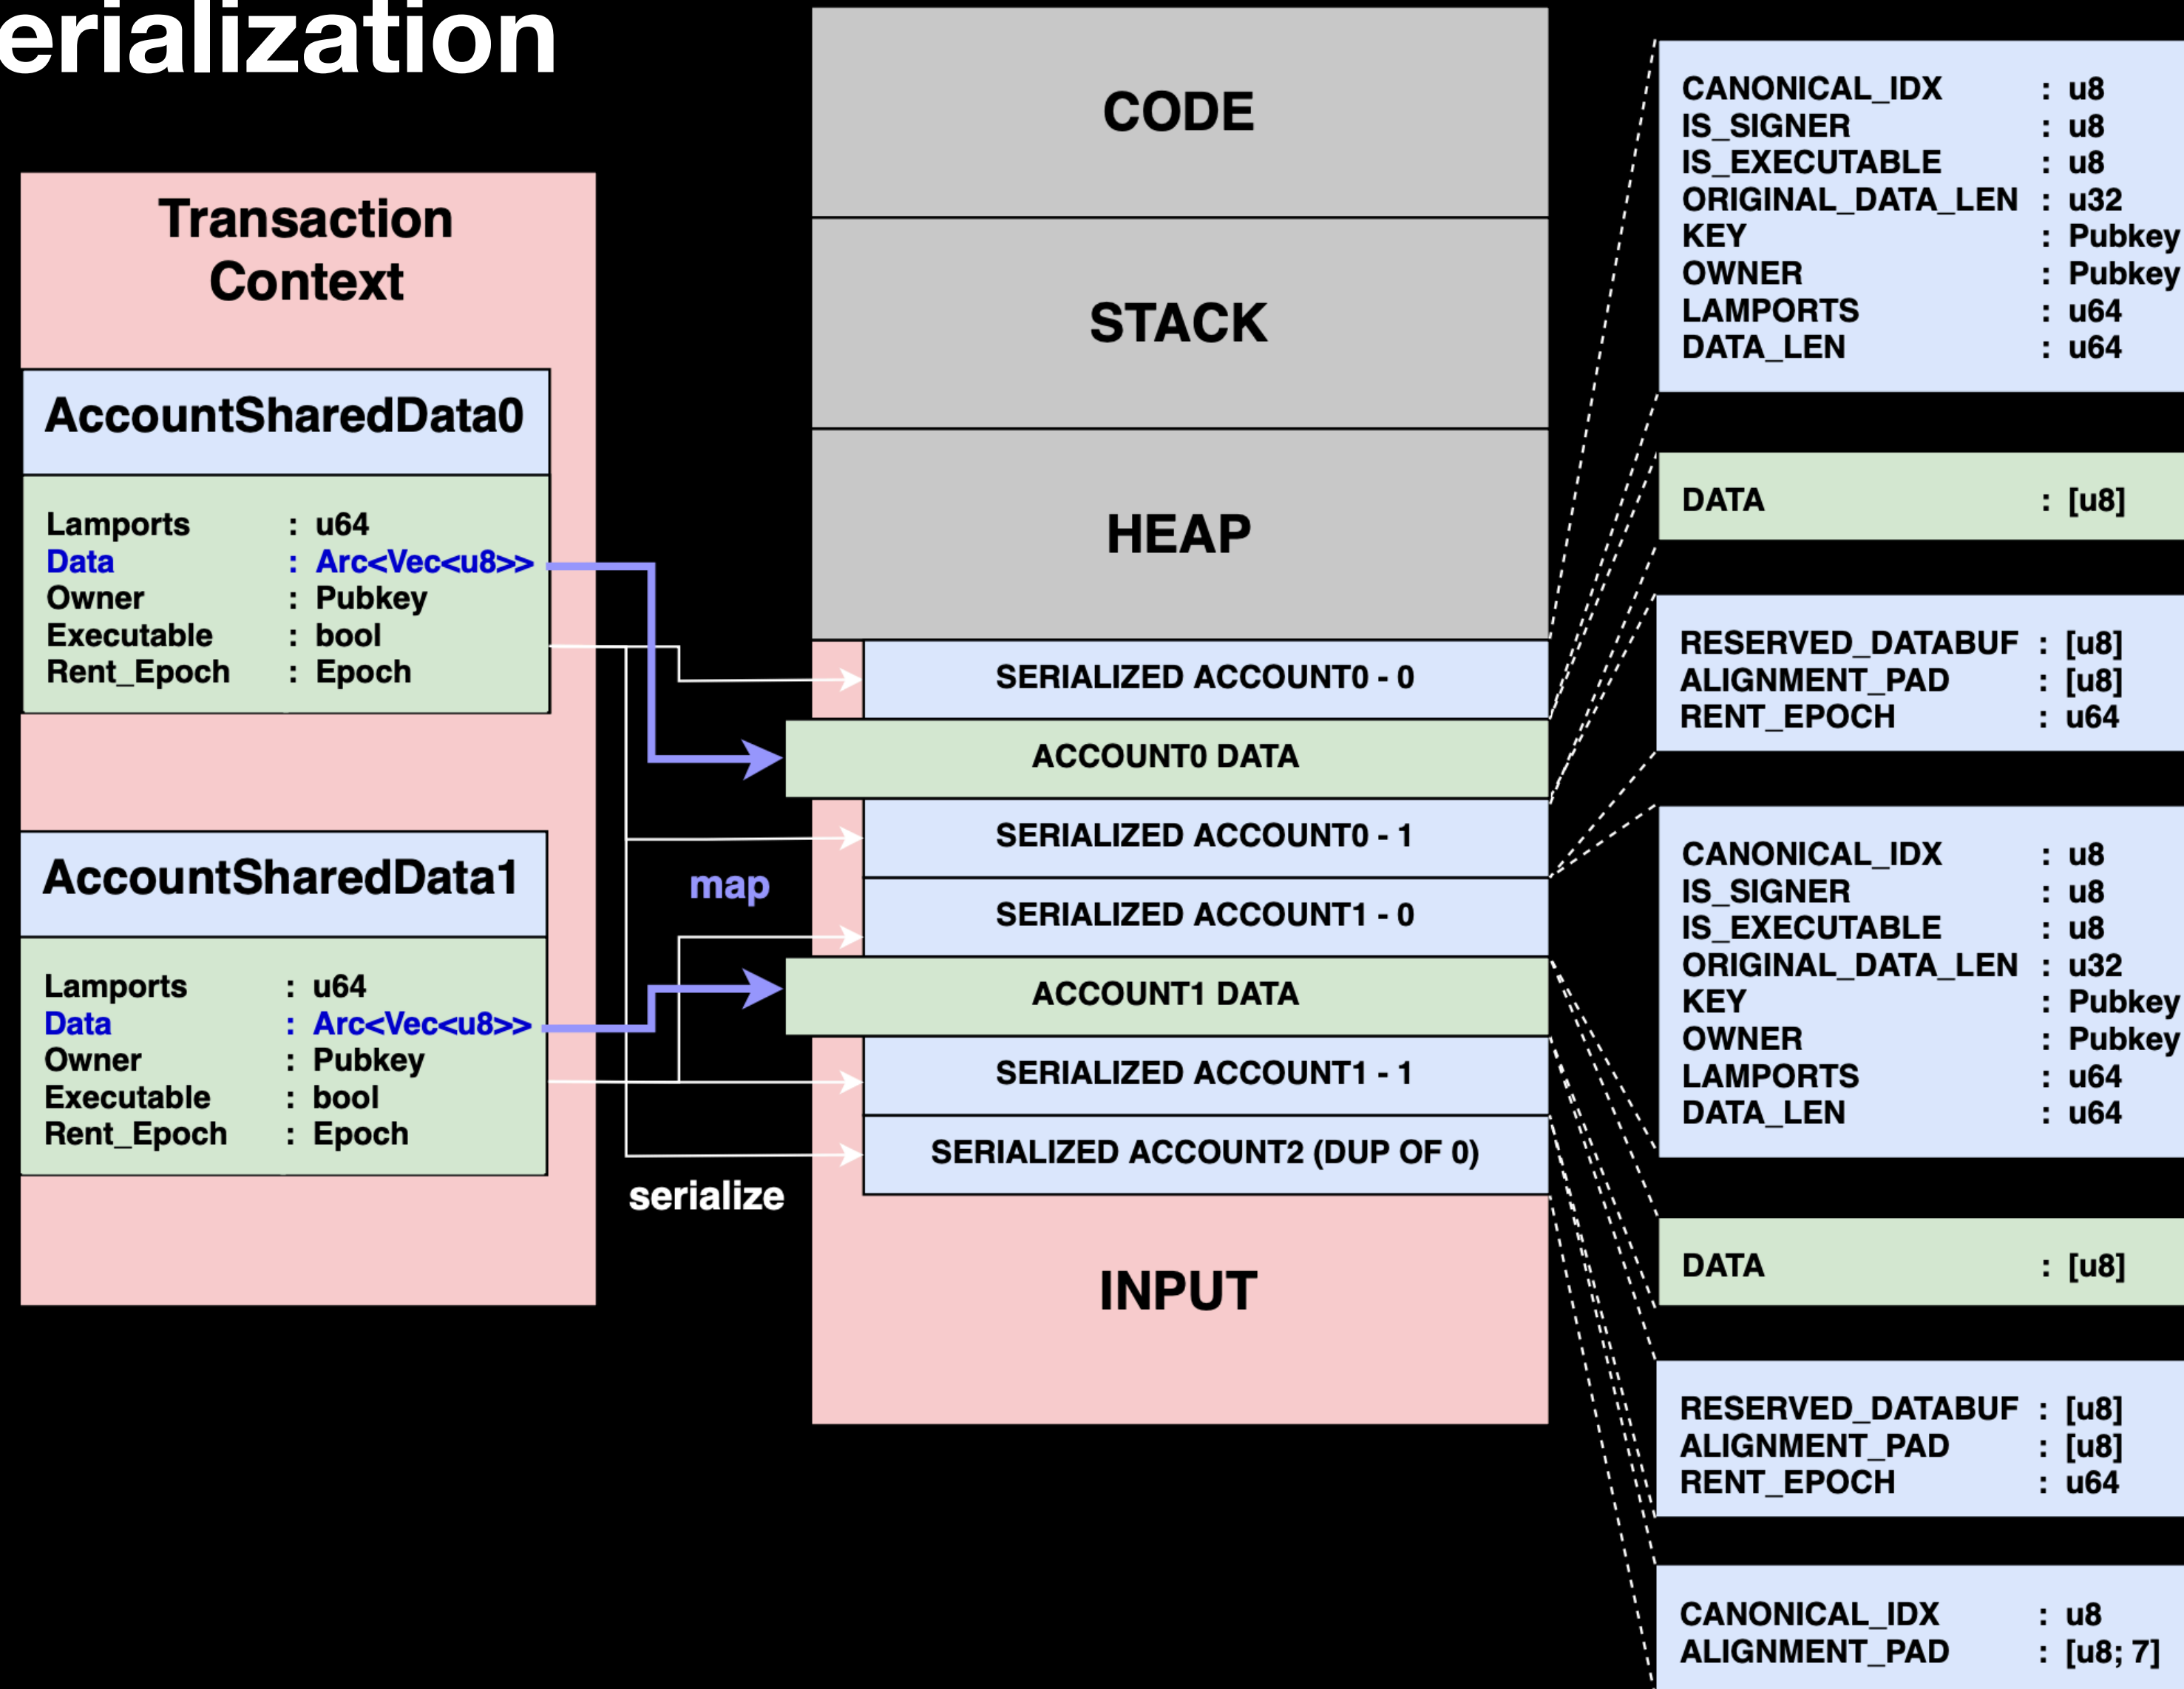 erialization
Transaction
Context
AccountSharedData0
Lamports : u64
Data : Arc<Vec<u8>>
Owner : Pubkey
Executable : bool
Rent_Epoch : Epoch
AccountSharedData1
Lamports : u64
Data : Arc<Vec<u8>>
Owner : Pubkey
Executable : bool
Rent_Epoch : Epoch
map
serialize
CODE
STACK
HEAP
SERIALIZED ACCOUNT0 - 0
ACCOUNT0 DATA
SERIALIZED ACCOUNT0 - 1
SERIALIZED ACCOUNT1 - 0
ACCOUNT1 DATA
SERIALIZED ACCOUNT1 - 1
SERIALIZED ACCOUNT2 (DUP OF 0)
INPUT
CANONICAL_IDX : u8
IS_SIGNER : u8
IS_EXECUTABLE : u8
ORIGINAL_DATA_LEN : u32
KEY : Pubkey
OWNER : Pubkey
LAMPORTS : u64
DATA_LEN : u64
DATA : [u8]
RESERVED_DATABUF : [u8]
ALIGNMENT_PAD : [u8]
RENT_EPOCH : u64
CANONICAL_IDX : u8
IS_SIGNER : u8
IS_EXECUTABLE : u8
ORIGINAL_DATA_LEN : u32
KEY : Pubkey
OWNER : Pubkey
LAMPORTS : u64
DATA_LEN : u64
DATA : [u8]
RESERVED_DATABUF : [u8]
ALIGNMENT_PAD : [u8]
RENT_EPOCH : u64
CANONICAL_IDX : u8
ALIGNMENT_PAD : [u8; 7]